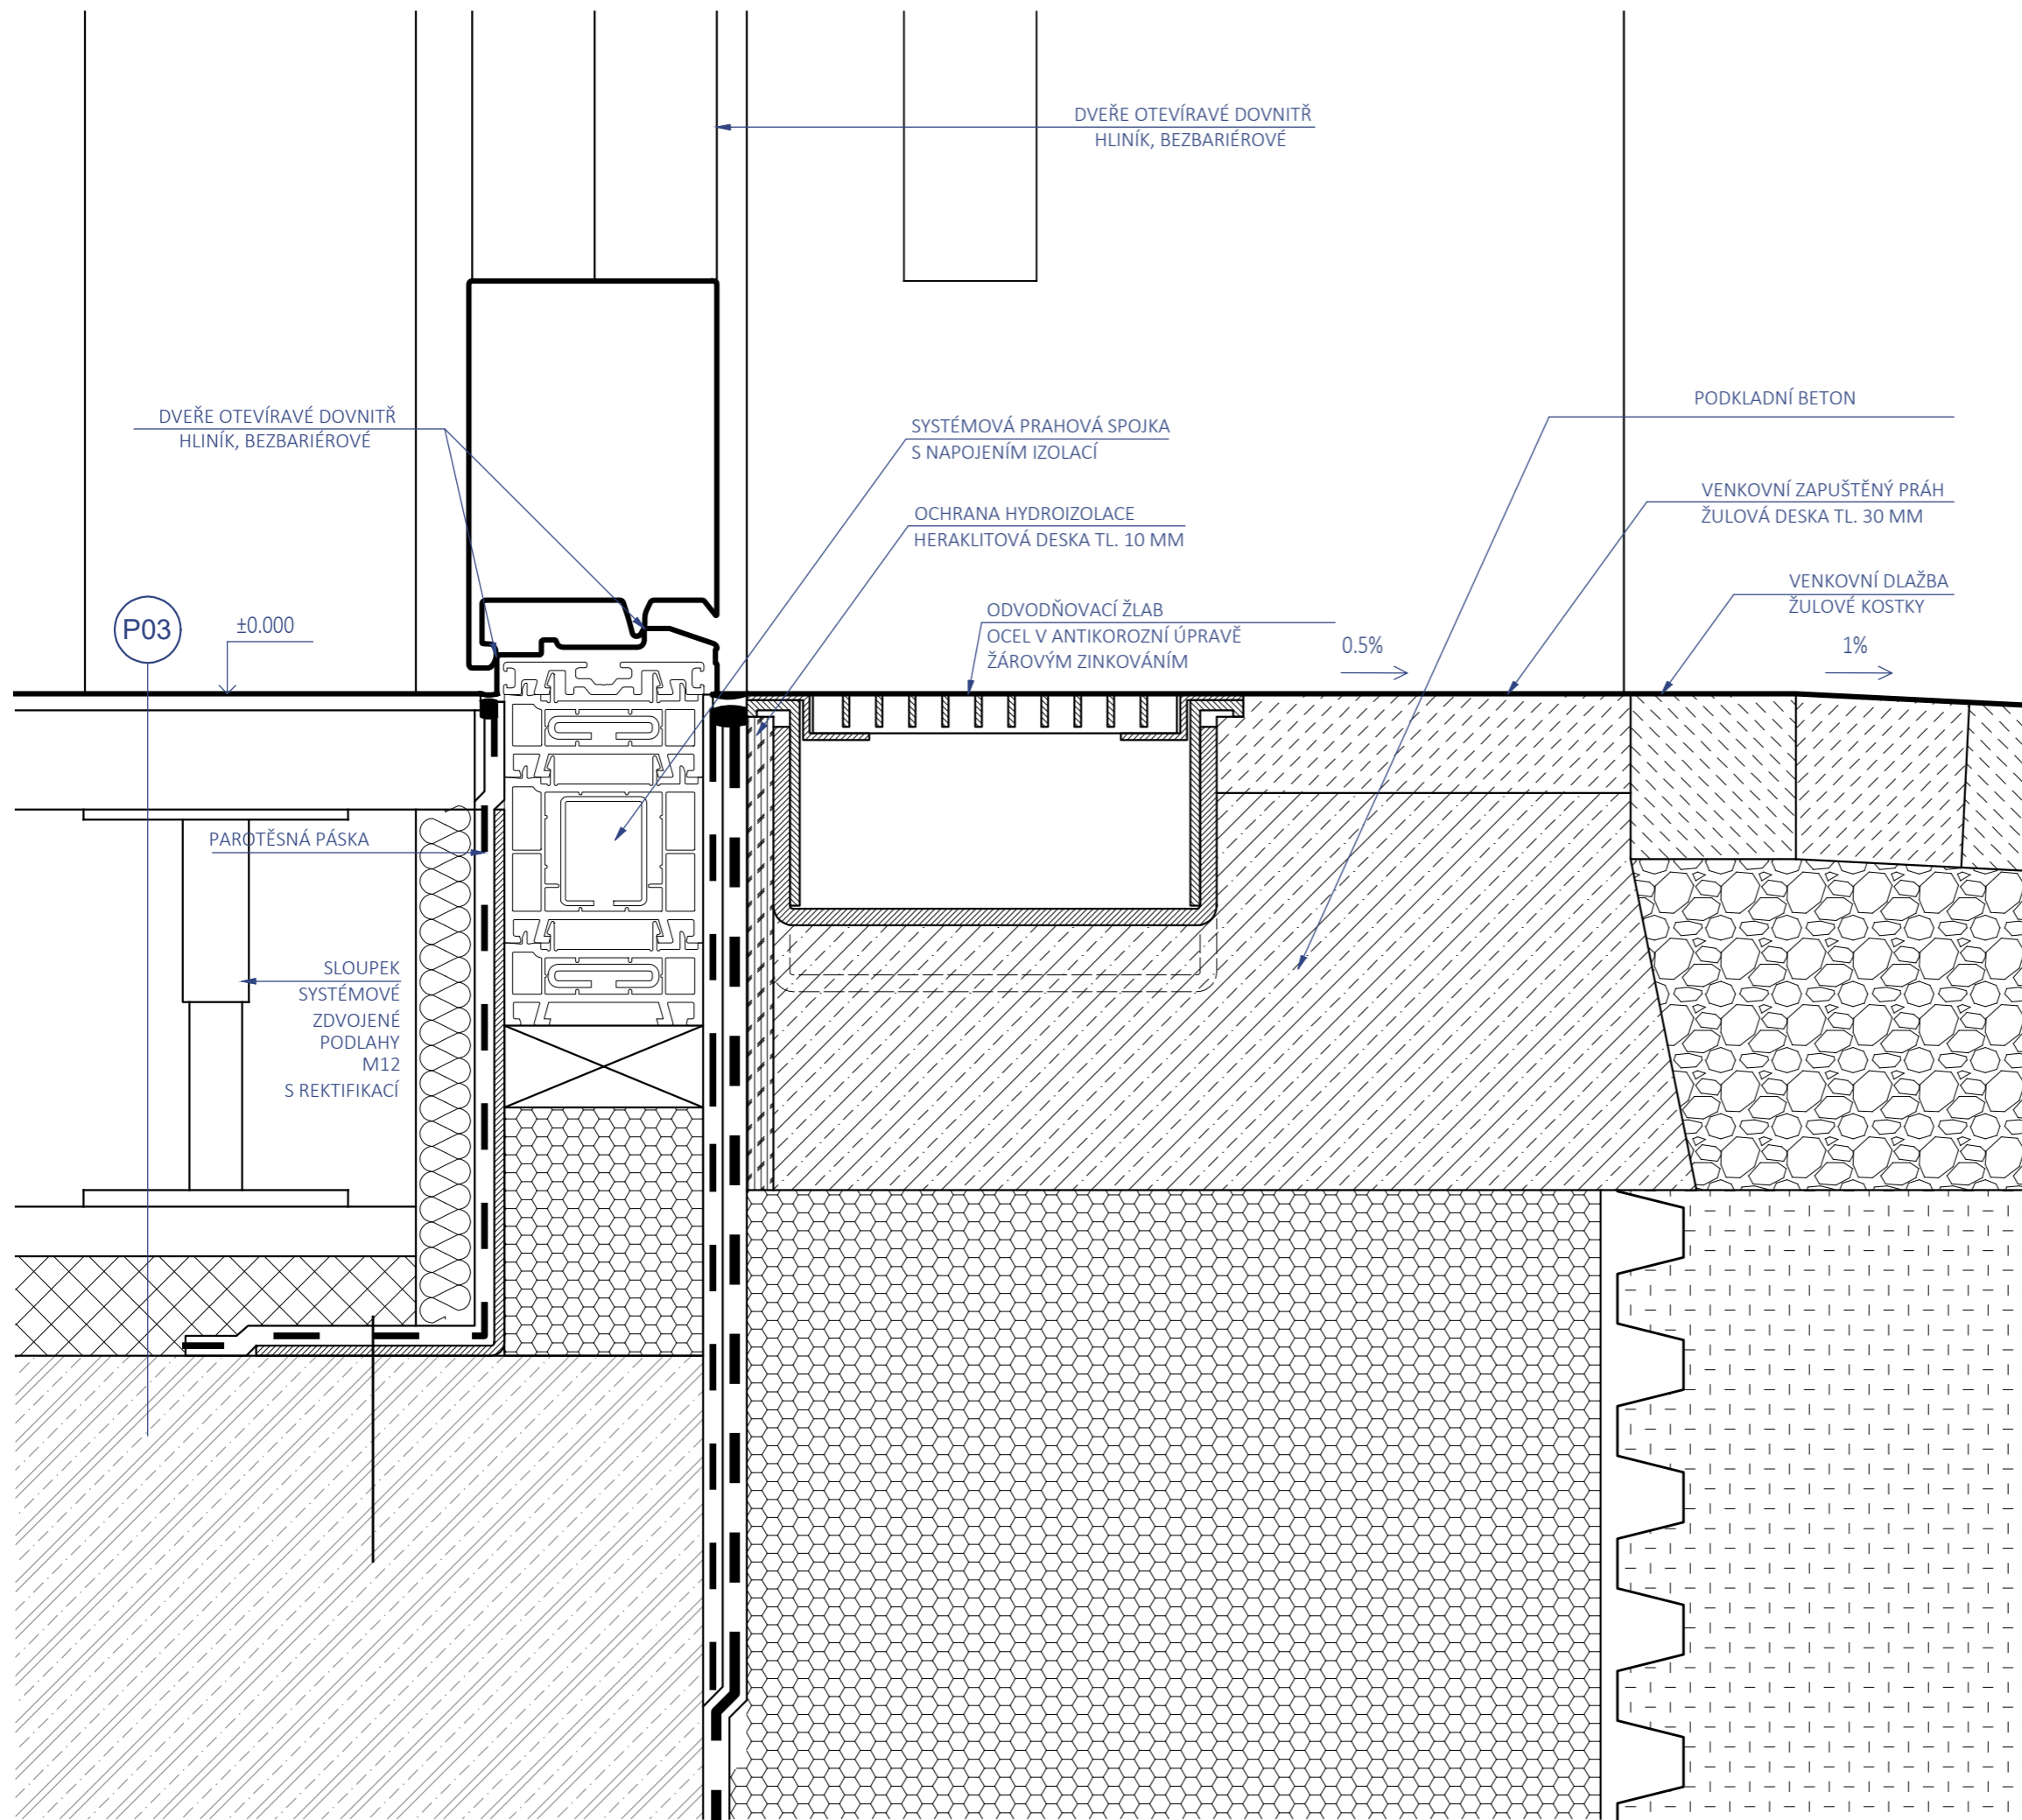 DVEŘE OTEVÍRAVÉ DOVNITŘ
HLINÍK, BEZBARIÉROVÉ
DVEŘE OTEVÍRAVÉ DOVNITŘ
HLINÍK, BEZBARIÉROVÉ
SYSTÉMOVÁ PRAHOVÁ SPOJKA
S NAPOJENÍM IZOLACÍ
PODKLADNÍ BETON
OCHRANA HYDROIZOLACE
HERAKLITOVÁ DESKA TL. 10 MM
VENKOVNÍ ZAPUŠTĚNÝ PRÁH
ŽULOVÁ DESKA TL. 30 MM
VENKOVNÍ DLAŽBA
ŽULOVÉ KOSTKY
ODVODŇOVACÍ ŽLAB
OCEL V ANTIKOROZNÍ ÚPRAVĚ
ŽÁROVÝM ZINKOVÁNÍM
P03
±0.000
0.5%
1%
PAROTĚSNÁ PÁSKA
SLOUPEK
SYSTÉMOVÉ
ZDVOJENÉ
PODLAHY
M12
S REKTIFIKACÍ